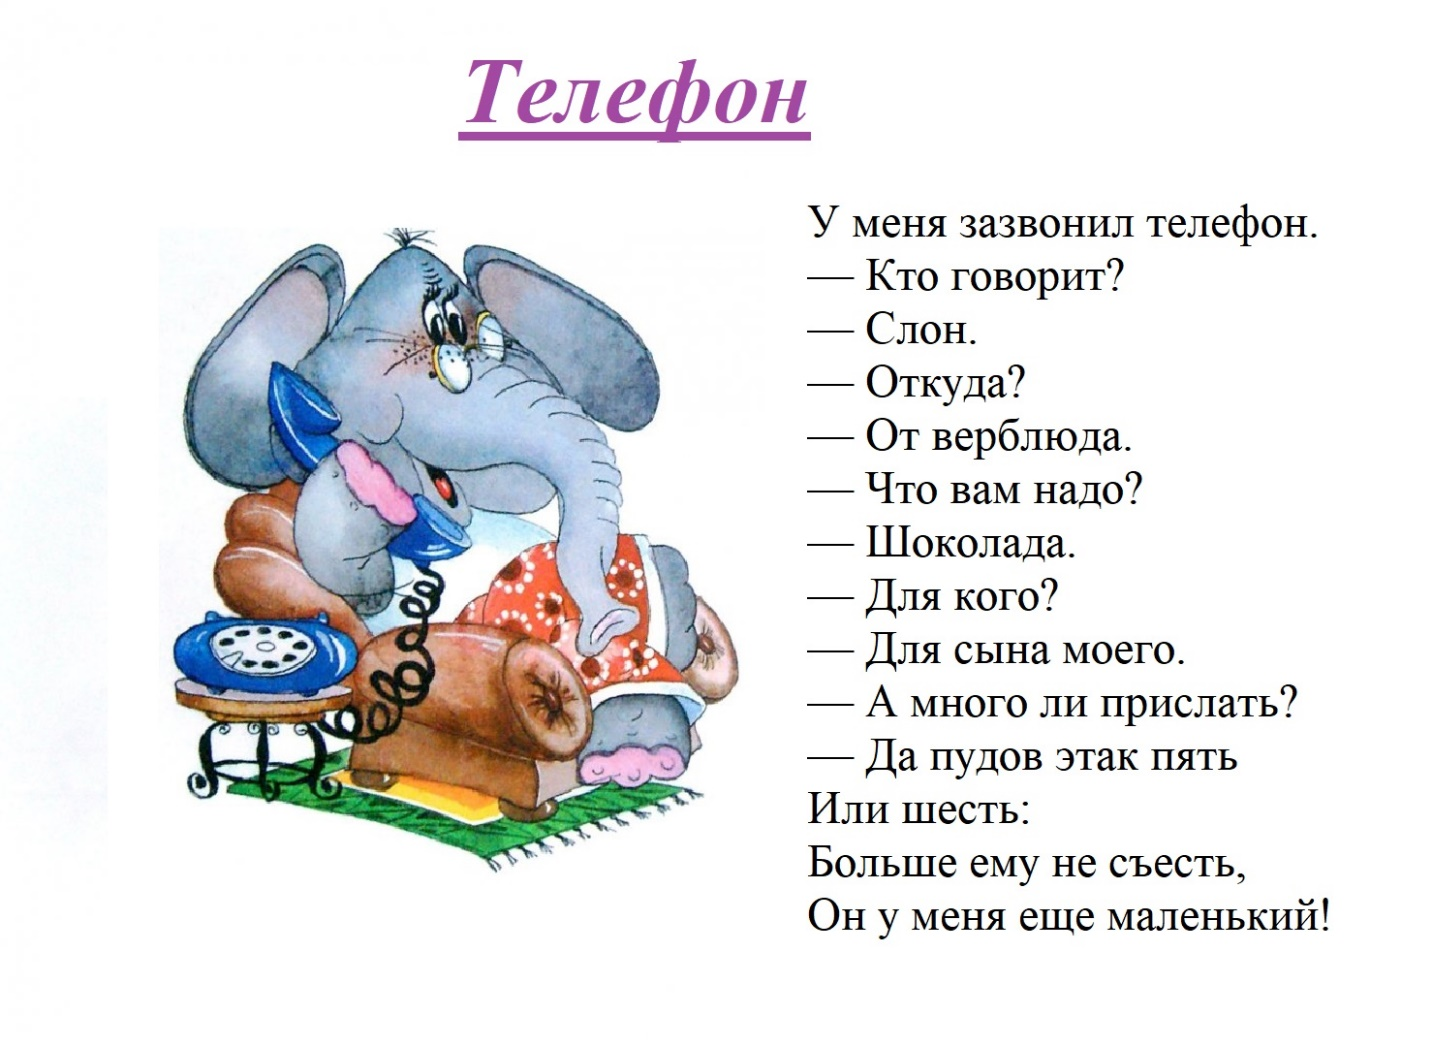 Телефон
У меня зазвонил телефон.
— Кто говорит?
— Слон.
— Откуда?
— От верблюда.
— Что вам надо?
— Шоколада.
— Для кого?
— Для сына моего.
— А много ли прислать?
— Да пудов этак пять
Или шесть:
Больше ему не съесть,
Он у меня еще маленький!